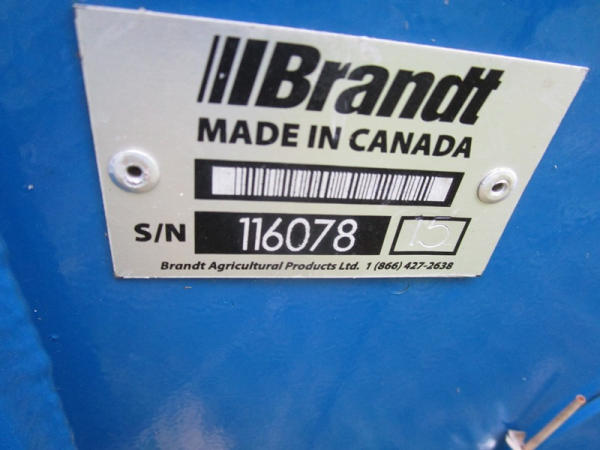 Brandt
MADE IN CANADA
S/N 116078 15
Brandt Agricultural Products Ltd. 1 (866) 427-2638